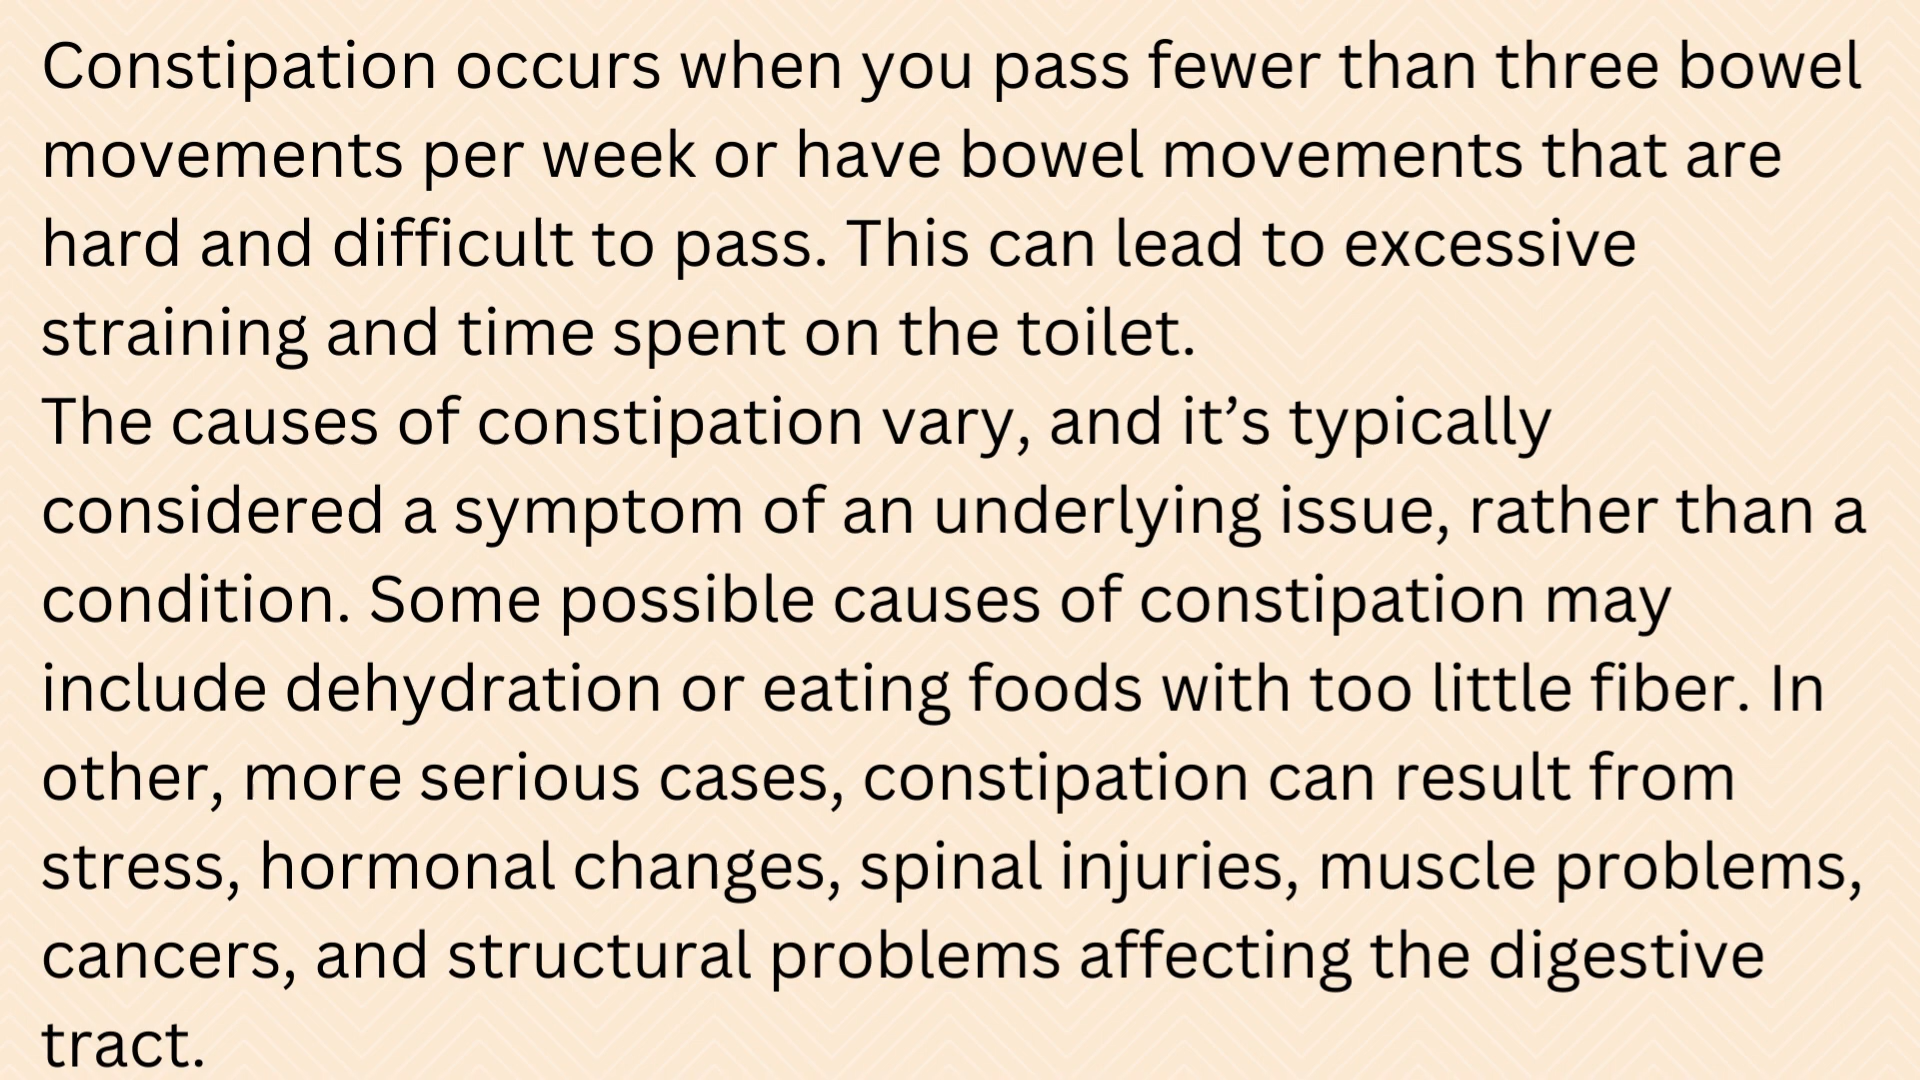 Constipation occurs when you pass fewer than three bowel
movements per week or have bowel movements that are
hard and difficult to pass. This can lead to excessive
straining and time spent on the toilet.
The causes of constipation vary, and it’s typically
considered a symptom of an underlying issue, rather than a
condition. Some possible causes of constipation may
include dehydration or eating foods with too little fiber. In
other, more serious cases, constipation can result from
stress, hormonal changes, spinal injuries, muscle problems,
cancers, and structural problems affecting the digestive
tract.